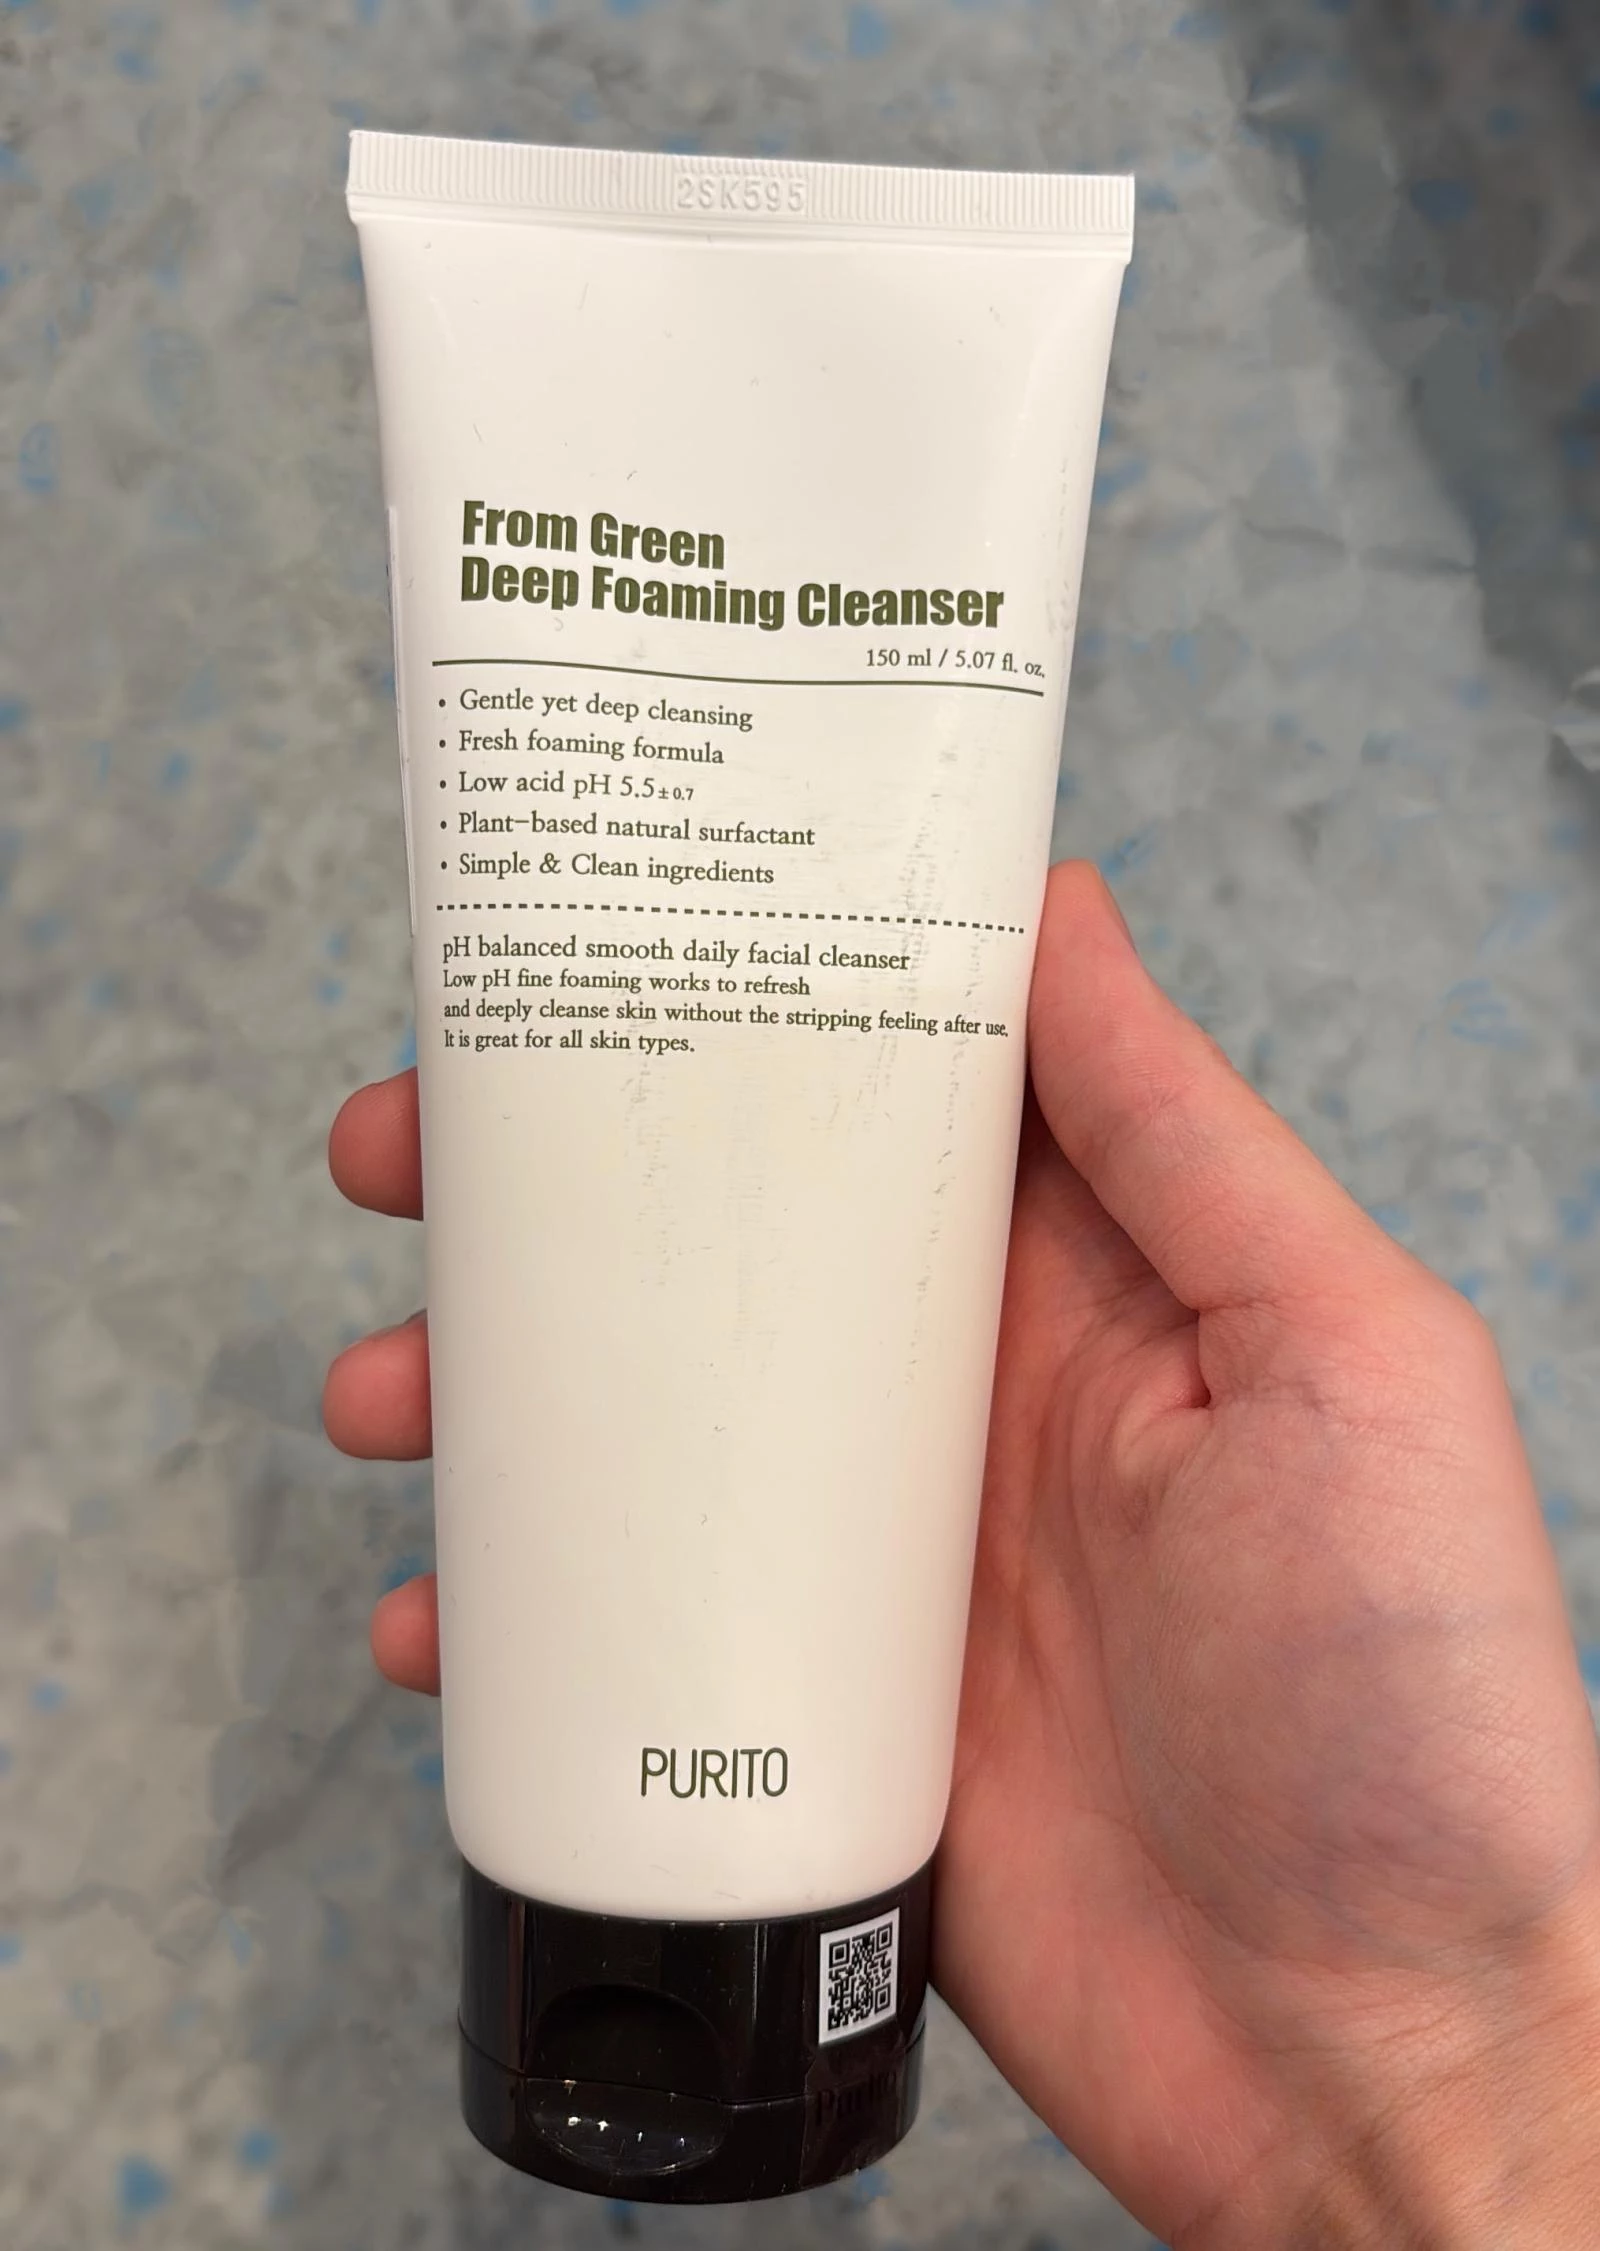 2SK595
From Green
Deep Foaming Cleanser
150 ml / 5.07 fl. oz.
• Gentle yet deep cleansing
• Fresh foaming formula
• Low acid pH 5.5±0.7
• Plant-based natural surfactant
• Simple & Clean ingredients
pH balanced smooth daily facial cleanser
Low pH fine foaming works to refresh
and deeply cleanse skin without the stripping feeling after use.
It is great for all skin types.
PURITO